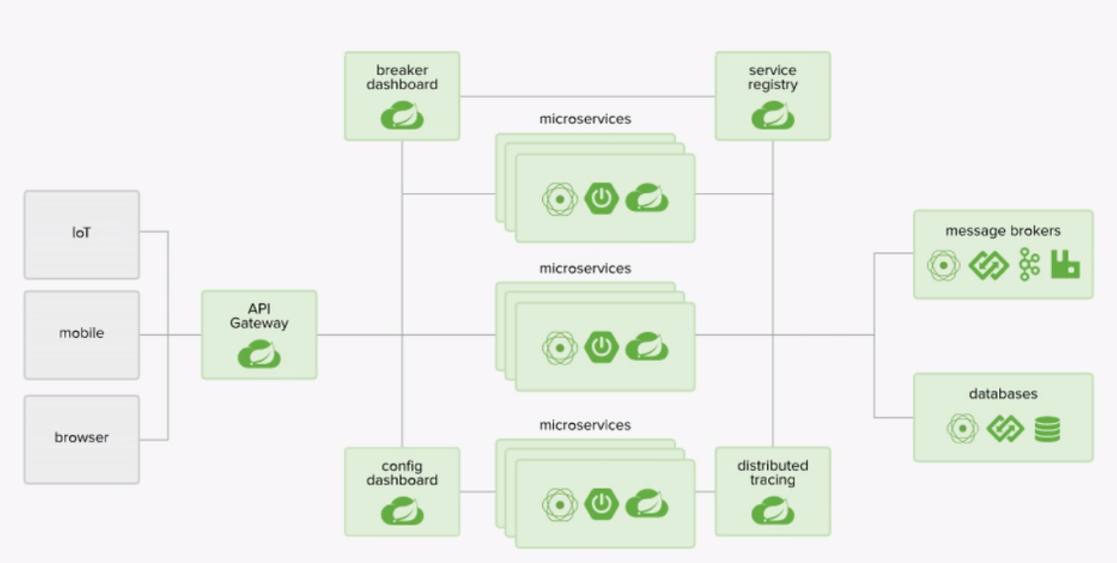 breaker
dashboard
service
registry
microservices
IoT
mobile
browser
API
Gateway
microservices
message brokers
databases
microservices
config
dashboard
distributed
tracing